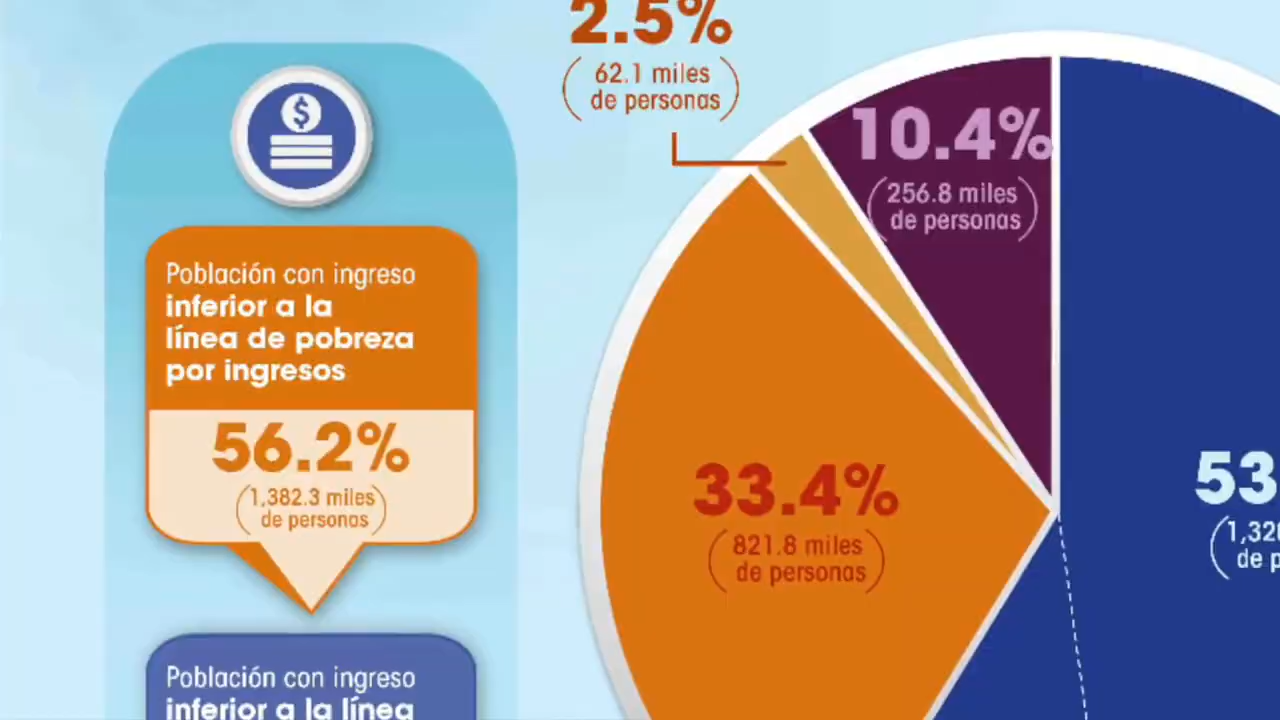 2.5%
(62.1 miles
de personas)
10.4%
(256.8 miles
de personas)
$
Población con ingreso
inferior a la
línea de pobreza
por ingresos
56.2%
(1,382.3 miles
de personas)
33.4%
(821.8 miles
de personas)
53
Población con ingreso
inferior a la línea